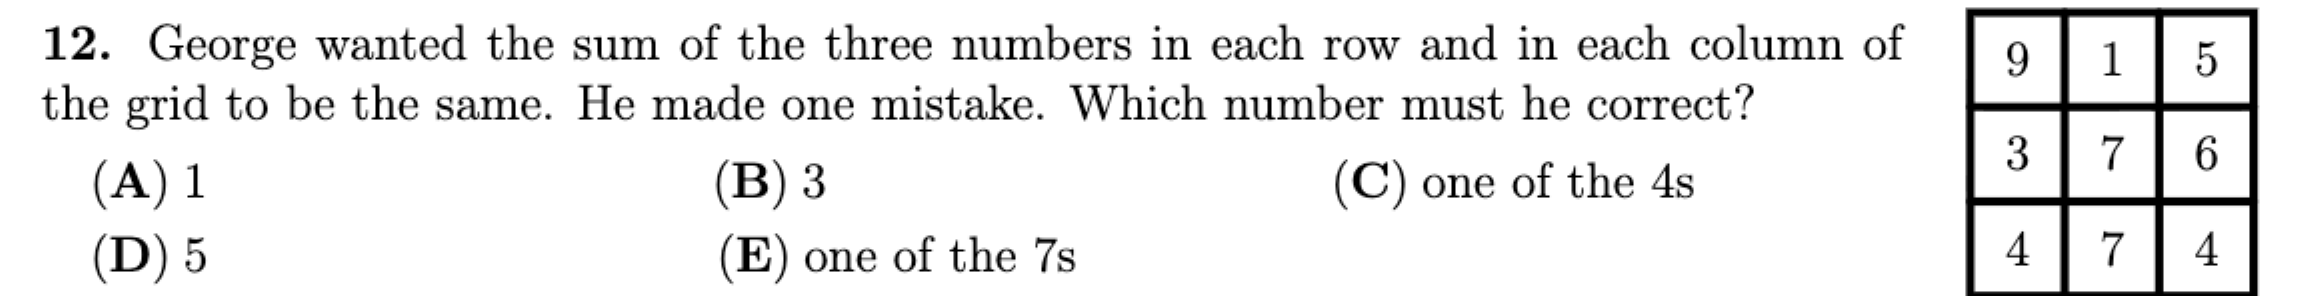 12. George wanted the sum of the three numbers in each row and in each column of
the grid to be the same. He made one mistake. Which number must he correct?
(A) 1 (B) 3 (C) one of the 4s
(D) 5 (E) one of the 7s
9 1 5
3 7 6
4 7 4